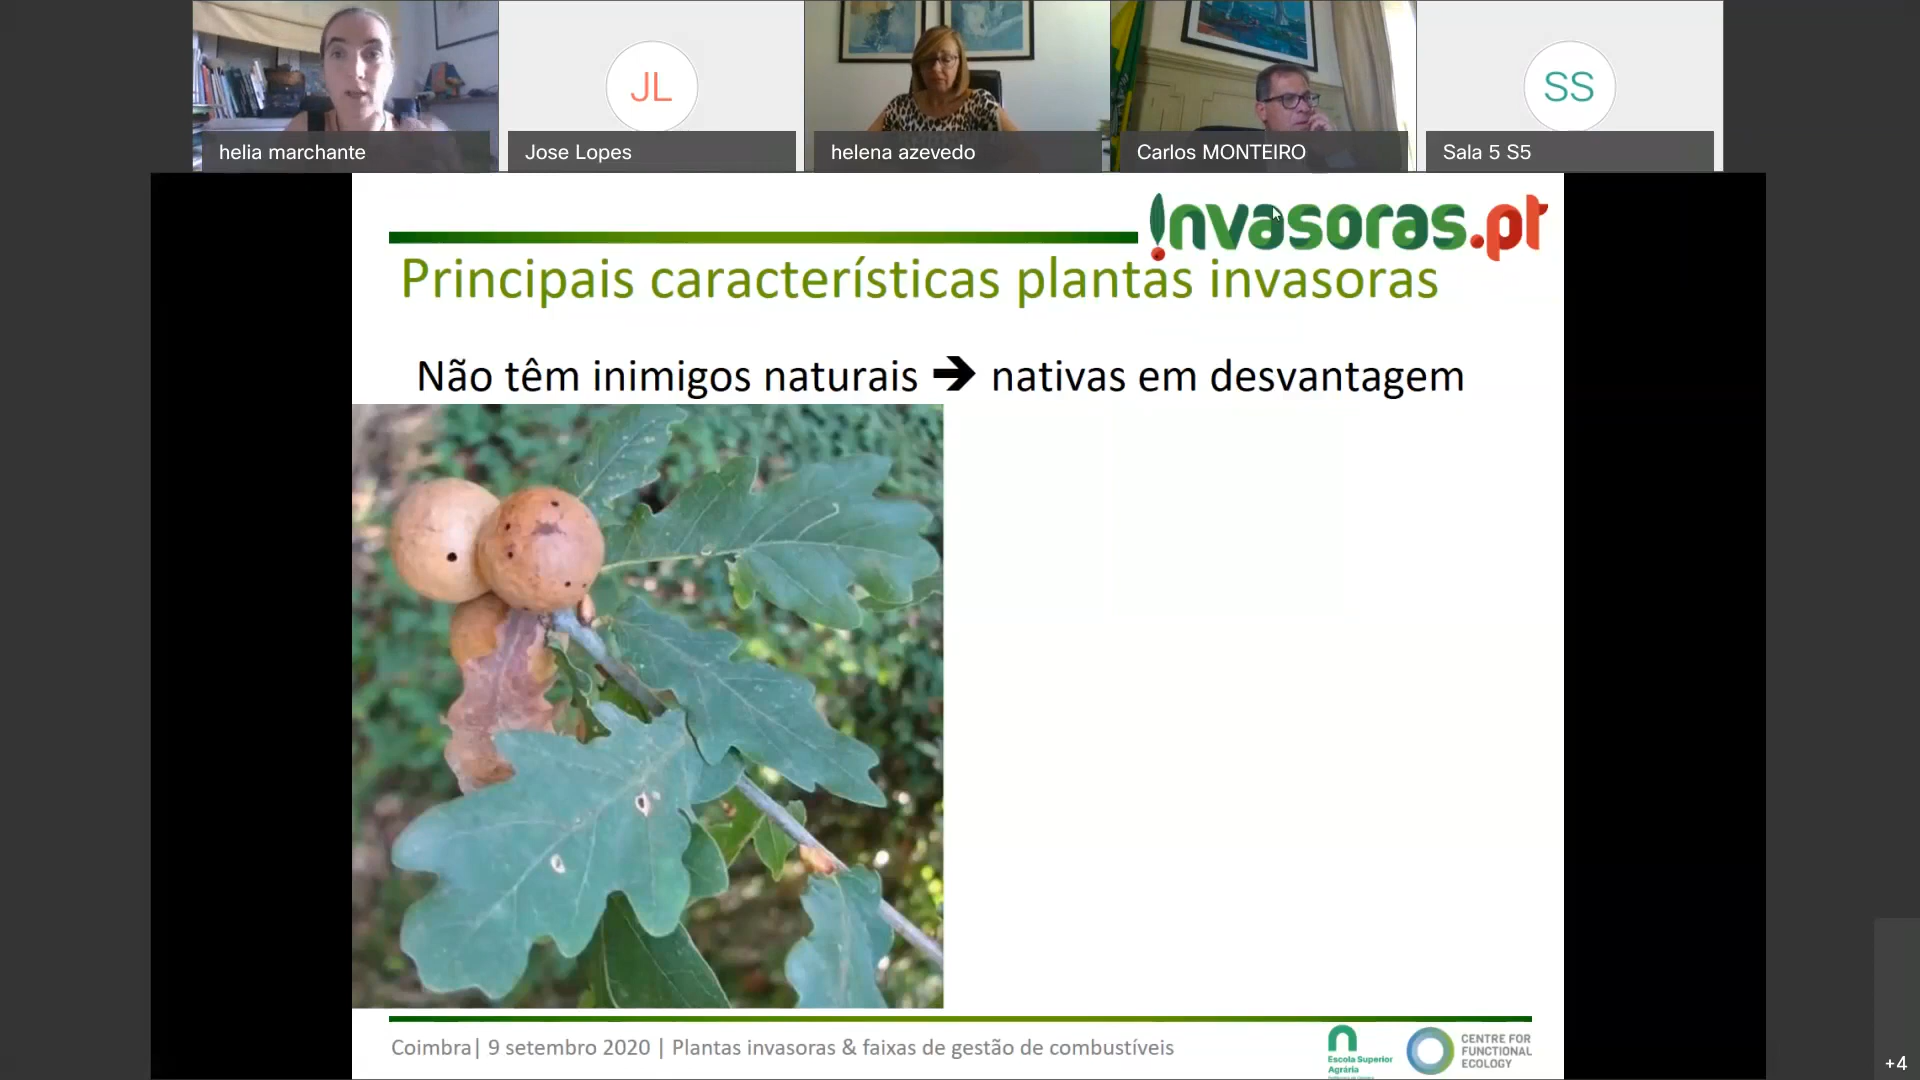 helia marchante
JL
Jose Lopes
helena azevedo
Carlos MONTEIRO
SS
Sala 5 S5
invasoras.pt
Principais características plantas invasoras
Não têm inimigos naturais ➔ nativas em desvantagem
Coimbra| 9 setembro 2020 | Plantas invasoras & faixas de gestão de combustíveis
Escola Superior
Agrária
CENTRE FOR
FUNCTIONAL
ECOLOGY
+4